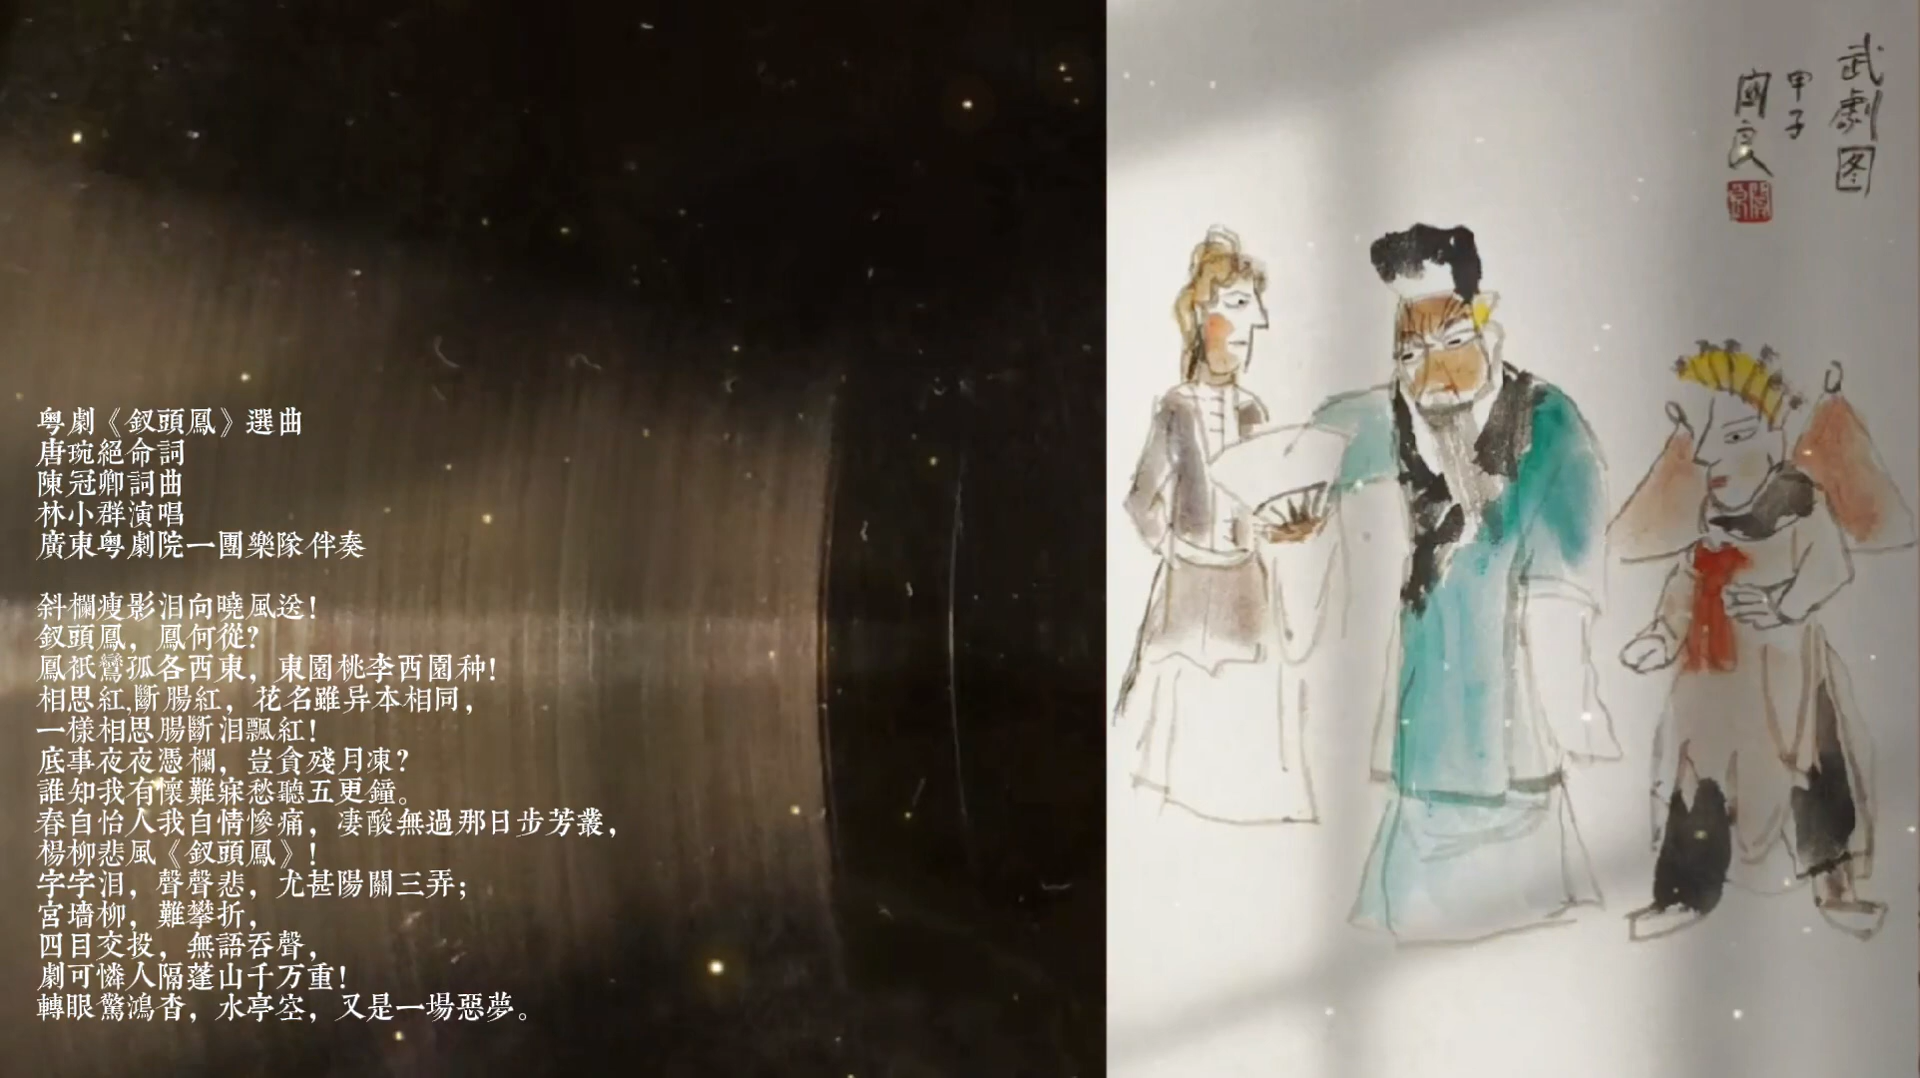 粤劇《釵頭鳳》選曲
唐琬絕命詞
陳冠卿詞曲
林小群演唱
廣東粤劇院一團樂隊伴奏
斜欄瘦影泪向曉風送!
釵頭鳳，鳳何從?
鳳衹鸞孤各西東，東園桃李西園种!
相思紅,斷腸紅，花名雖异本相同，
一樣相思腸斷泪飄紅!
底事夜夜憑欄，豈貪殘月凍?
誰知我有懷難寐愁聽五更鐘。
春自怡人我自情慘痛，凄酸無過那日步芳叢，
楊柳悲風《釵頭鳳》!
字字泪，聲聲悲，尤甚陽關三弄;
宮墻柳，難攀折，
四目交投，無語吞聲，
劇可憐人隔蓬山千万重!
轉眼驚鴻杳，水亭空，又是一場惡夢。
武劇图
甲子
國良